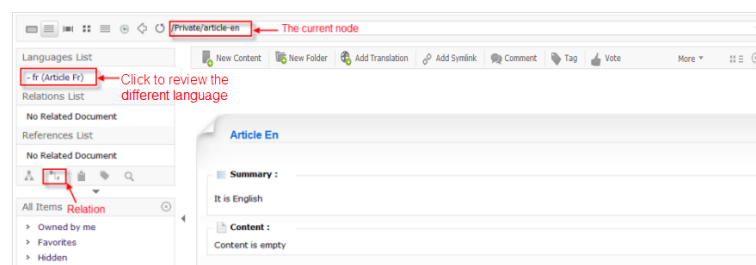 /Private/article-en
The current node
Languages List
New Content
New Folder
Add Translation
Add Symlink
Comment
Tag
Vote
More
- fr (Article Fr)
Click to review the
different language
Relations List
No Related Document
References List
No Related Document
Article En
Summary :
It is English
Content :
Content is empty
All Items
Relation
Owned by me
Favorites
Hidden